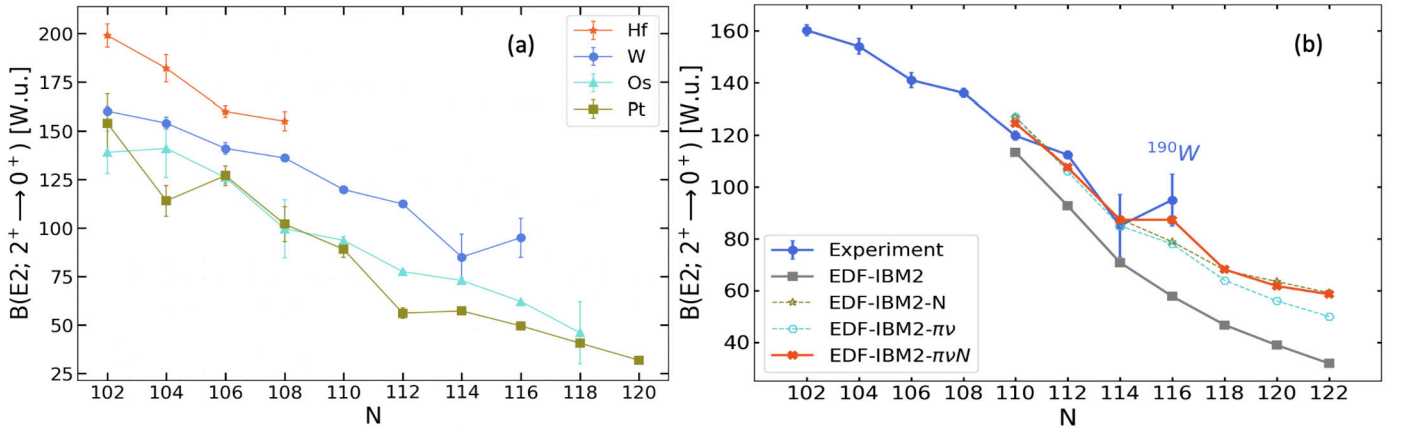 B(E2; 2⁺ ⟶ 0⁺) [W.u.]
200
175
150
125
100
75
50
25
(a)
Hf
W
Os
Pt
102 104 106 108 110 112 114 116 118 120
N
B(E2; 2⁺ ⟶ 0⁺) [W.u.]
160
140
120
100
80
60
40
(b)
¹⁹⁰W
Experiment
EDF-IBM2
EDF-IBM2-N
EDF-IBM2-πν
EDF-IBM2-πνN
102 104 106 108 110 112 114 116 118 120 122
N